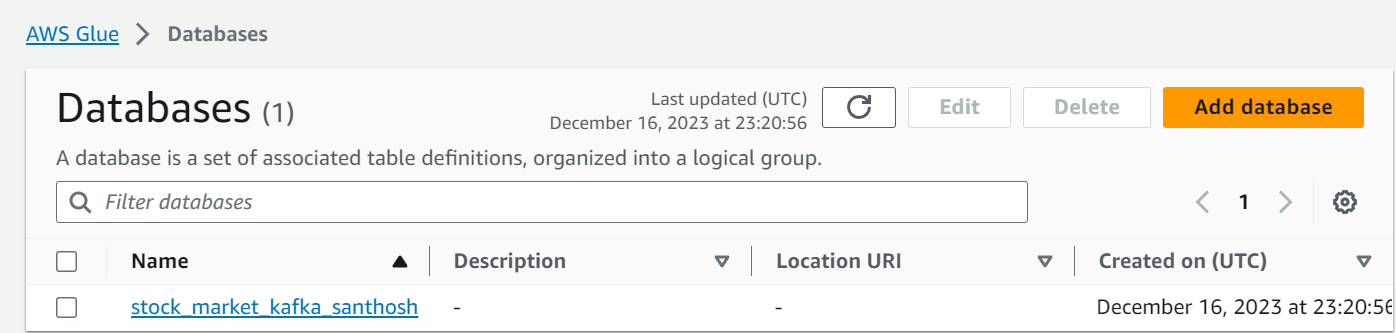 AWS Glue > Databases
Databases (1)
Last updated (UTC)
December 16, 2023 at 23:20:56
Edit
Delete
Add database
A database is a set of associated table definitions, organized into a logical group.
Filter databases
1
Name Description Location URI Created on (UTC)
stock_market_kafka_santhosh - - December 16, 2023 at 23:20:56